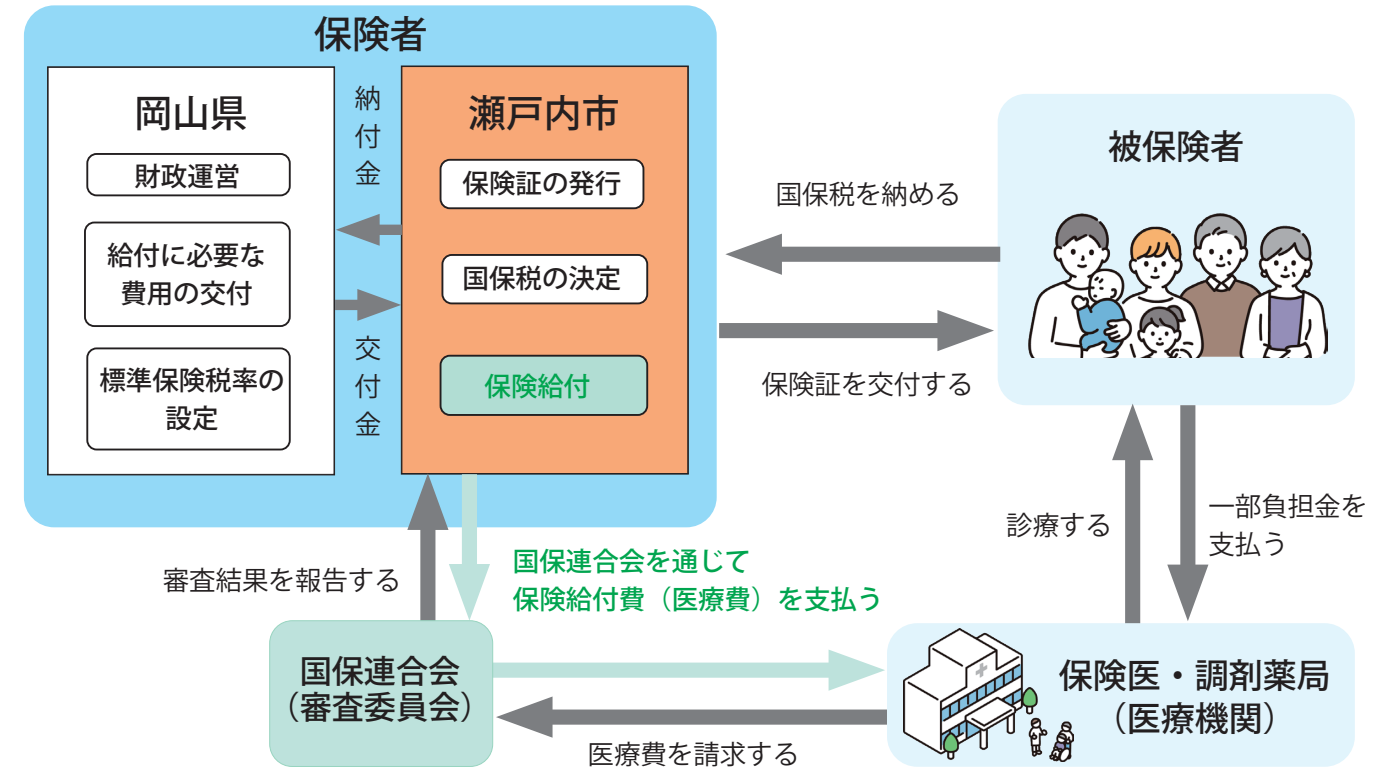 保険者
岡山県
財政運営
給付に必要な
費用の交付
標準保険税率の
設定
納付金
交付金
瀬戸内市
保険証の発行
国保税の決定
保険給付
国保税を納める
保険証を交付する
被保険者
診療する
一部負担金を
支払う
審査結果を報告する
国保連合会を通じて
保険給付費（医療費）を支払う
国保連合会
（審査委員会）
医療費を請求する
保険医・調剤薬局
（医療機関）